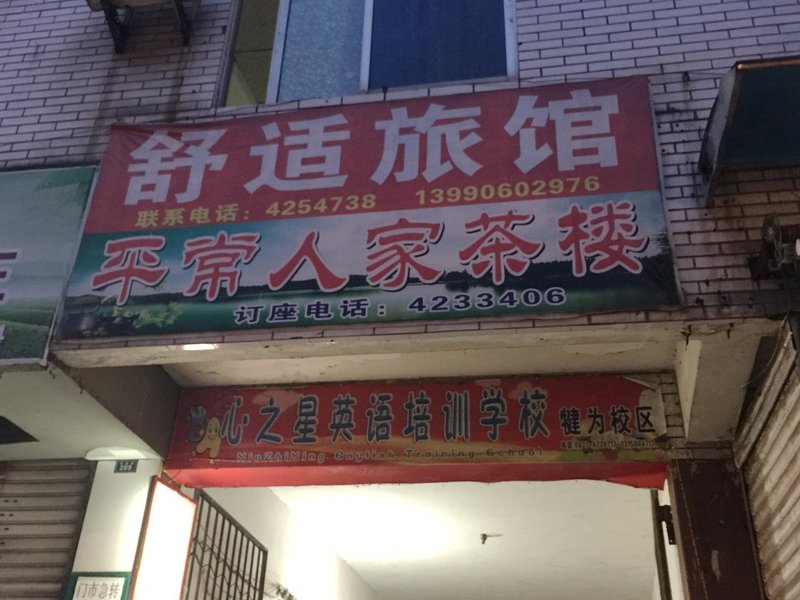 舒适旅馆
联系电话：4254738 13990602976
平常人家茶楼
订座电话：4233406
心之星英语培训学校 犍为校区
XinZhiXing English Training School
门市急转